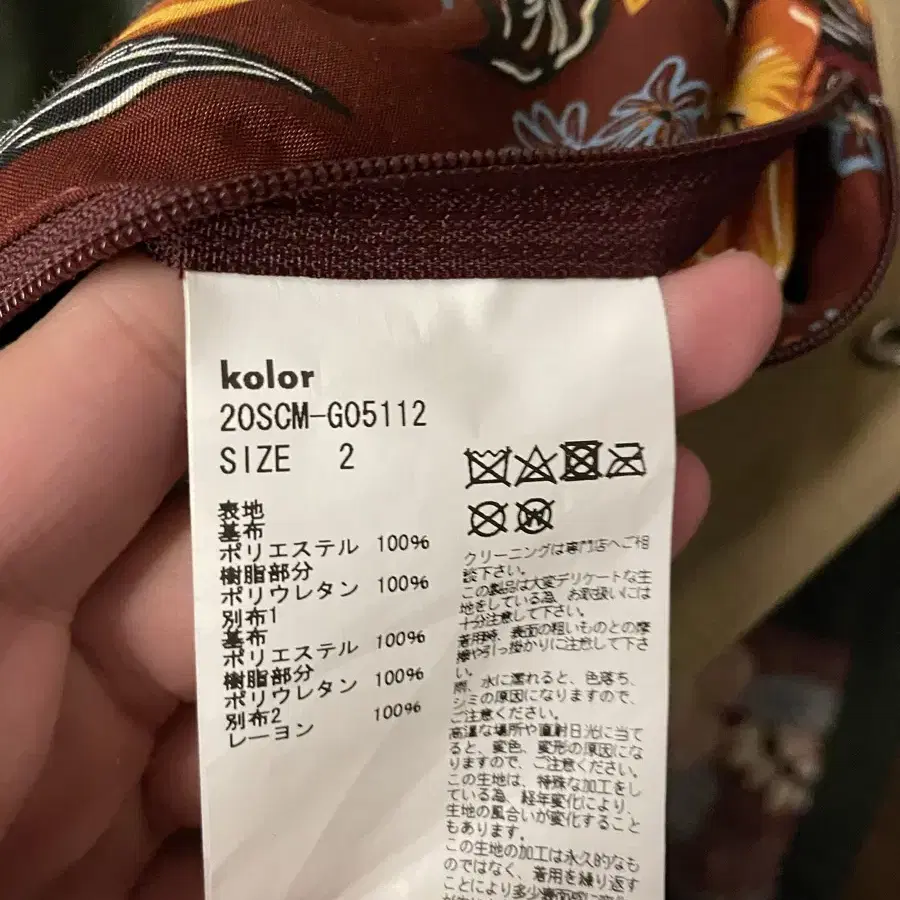 kolor
20SCM-G05112
SIZE 2
表地
基布
ポリエステル 100%
樹脂部分
ポリウレタン 100%
別布1
基布
ポリエステル 100%
樹脂部分
ポリウレタン 100%
別布2
レーヨン 100%
W
クリーニングは専門店へご相
談下さい。
この製品は大変デリケートな生
地をしている為、お取扱いには
十分注意して下さい。
着用時、表面の粗いものとの摩
擦や引っ掛かりに注意して下さ
い。
雨、水に濡れると、色落ち、
シミの原因になりますので、
ご注意ください。
高温な場所や直射日光に当て
ると、変色、変形の原因にな
りますので、ご注意ください。
この生地は、特殊な加工をし
ている為、経年変化により、
生地の風合いが変化すること
もあります。
この生地の加工は永久的なも
のではなく、着用を繰り返す
ことにより多少表面感に変化